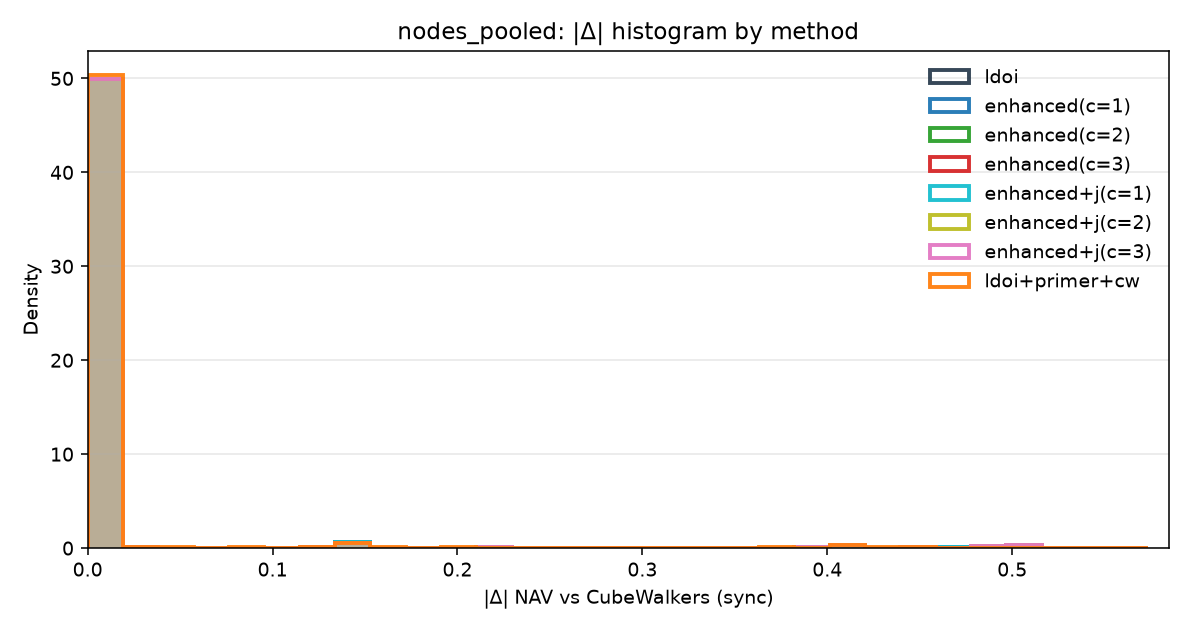 nodes_pooled: |Δ| histogram by method
ldoi
enhanced(c=1)
enhanced(c=2)
enhanced(c=3)
enhanced+j(c=1)
enhanced+j(c=2)
enhanced+j(c=3)
ldoi+primer+cw
Density
50
40
30
20
10
0
0.0 0.1 0.2 0.3 0.4 0.5
|Δ| NAV vs CubeWalkers (sync)